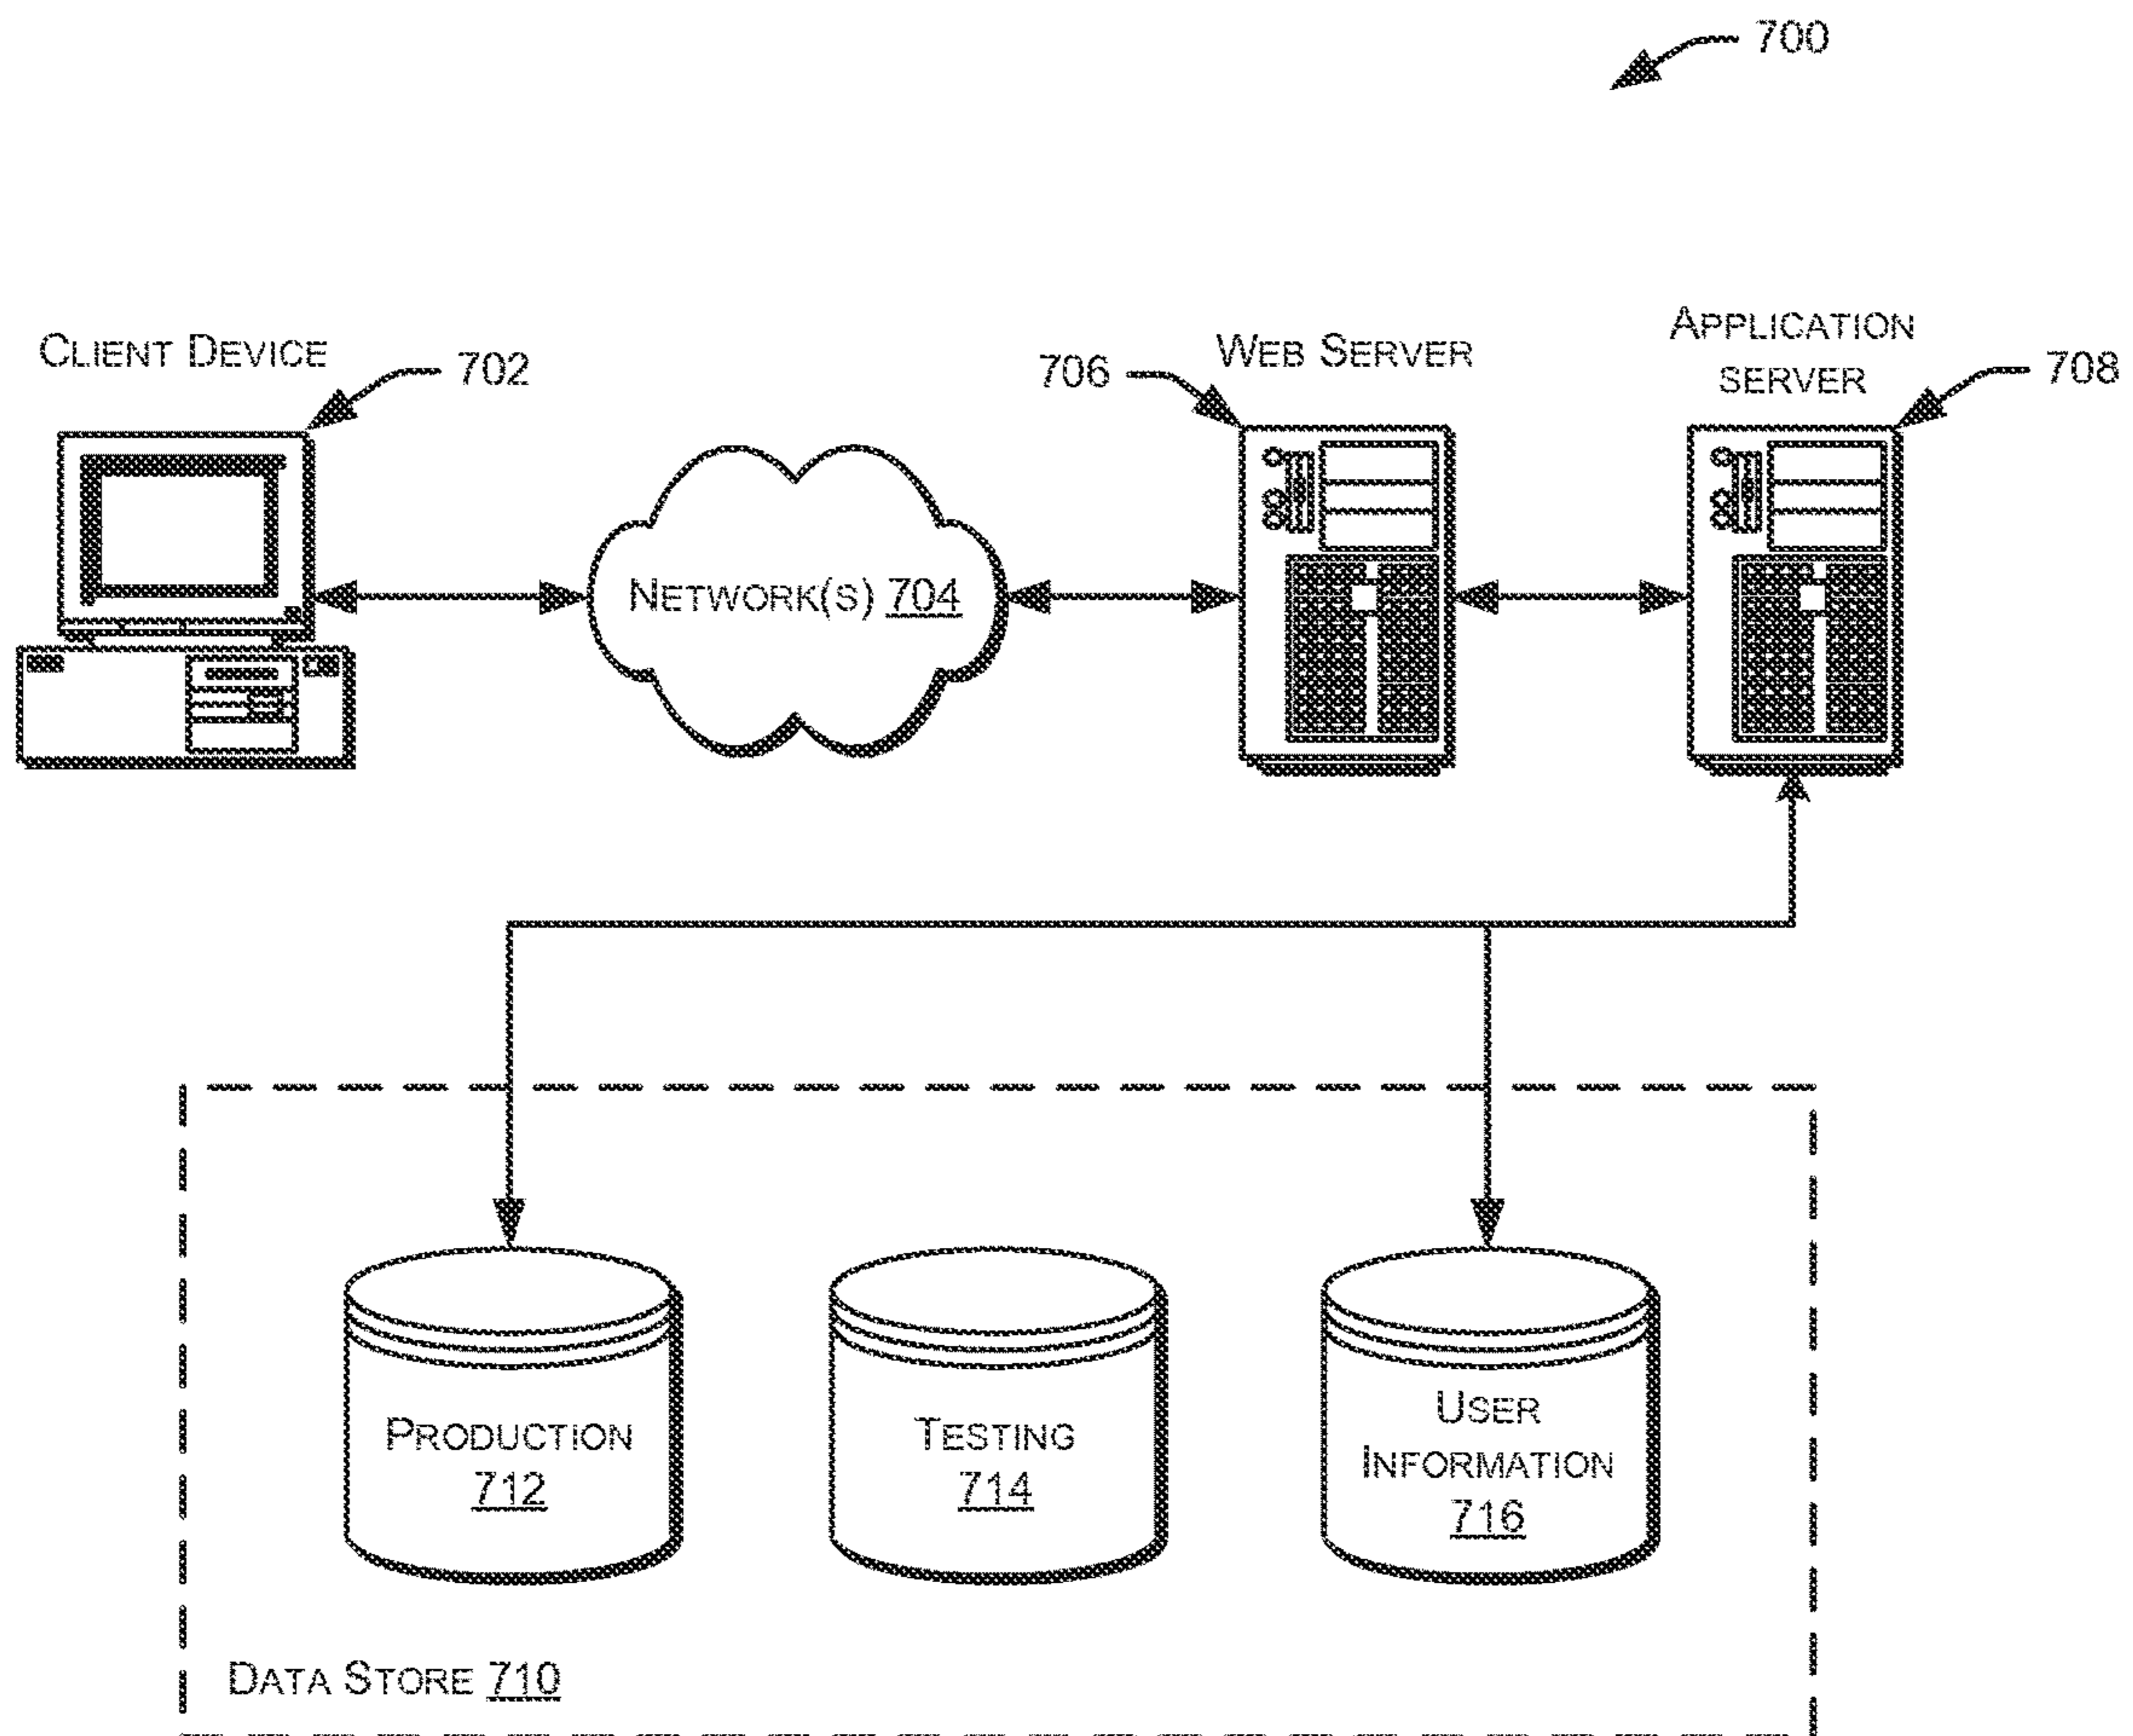 700
CLIENT DEVICE
702
706
WEB SERVER
APPLICATION
SERVER
708
NETWORK(S) 704
PRODUCTION
712
TESTING
714
USER
INFORMATION
716
DATA STORE 710